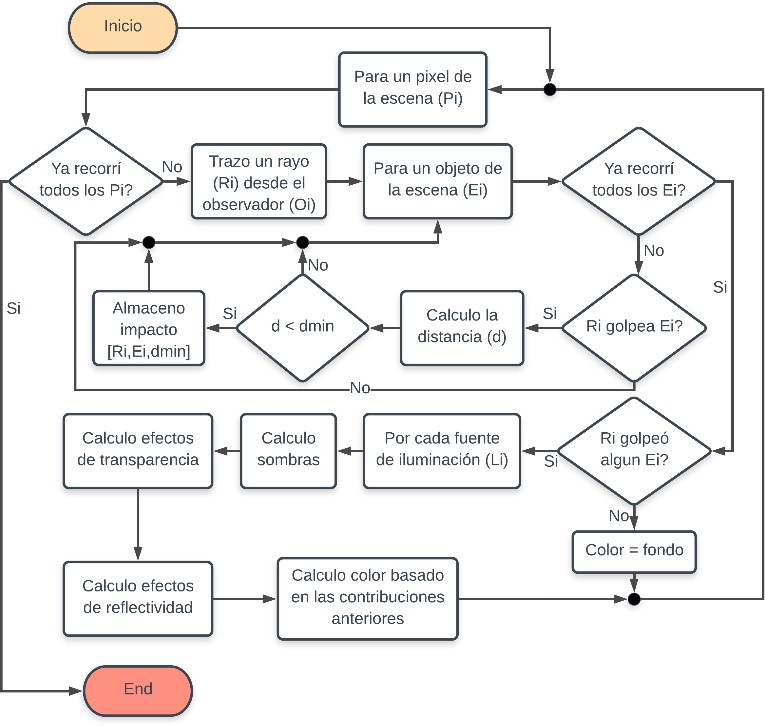 Inicio
Para un pixel de
la escena (Pi)
Ya recorrí
todos los Pi?
No
Trazo un rayo
(Ri) desde el
observador (Oi)
Para un objeto de
la escena (Ei)
Ya recorrí
todos los Ei?
No
Si
Si
No
Almaceno
impacto
[Ri,Ei,dmin]
Si
d < dmin
Calculo la
distancia (d)
Si
Ri golpea Ei?
No
Calculo efectos
de transparencia
Calculo
sombras
Por cada fuente
de iluminación (Li)
Si
Ri golpeó
algun Ei?
No
Color = fondo
Calculo efectos
de reflectividad
Calculo color basado
en las contribuciones
anteriores
End